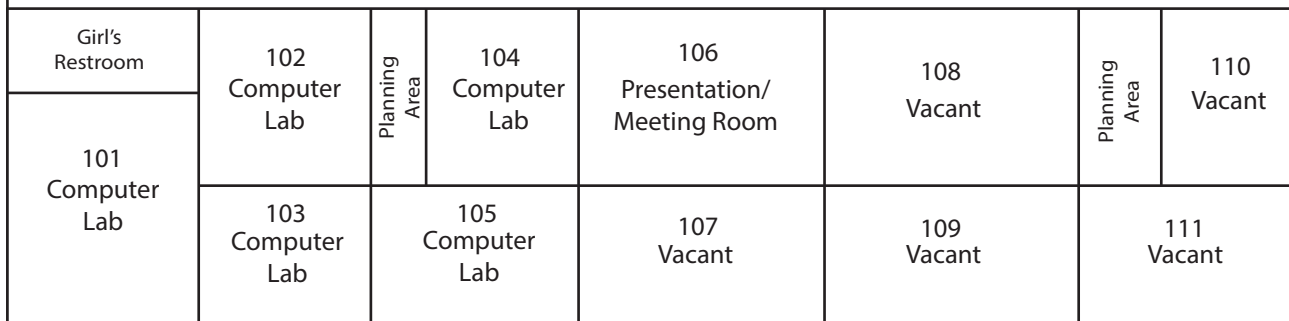 Girl's
Restroom
101
Computer
Lab
102
Computer
Lab
Planning
Area
104
Computer
Lab
106
Presentation/
Meeting Room
108
Vacant
Planning
Area
110
Vacant
103
Computer
Lab
105
Computer
Lab
107
Vacant
109
Vacant
111
Vacant